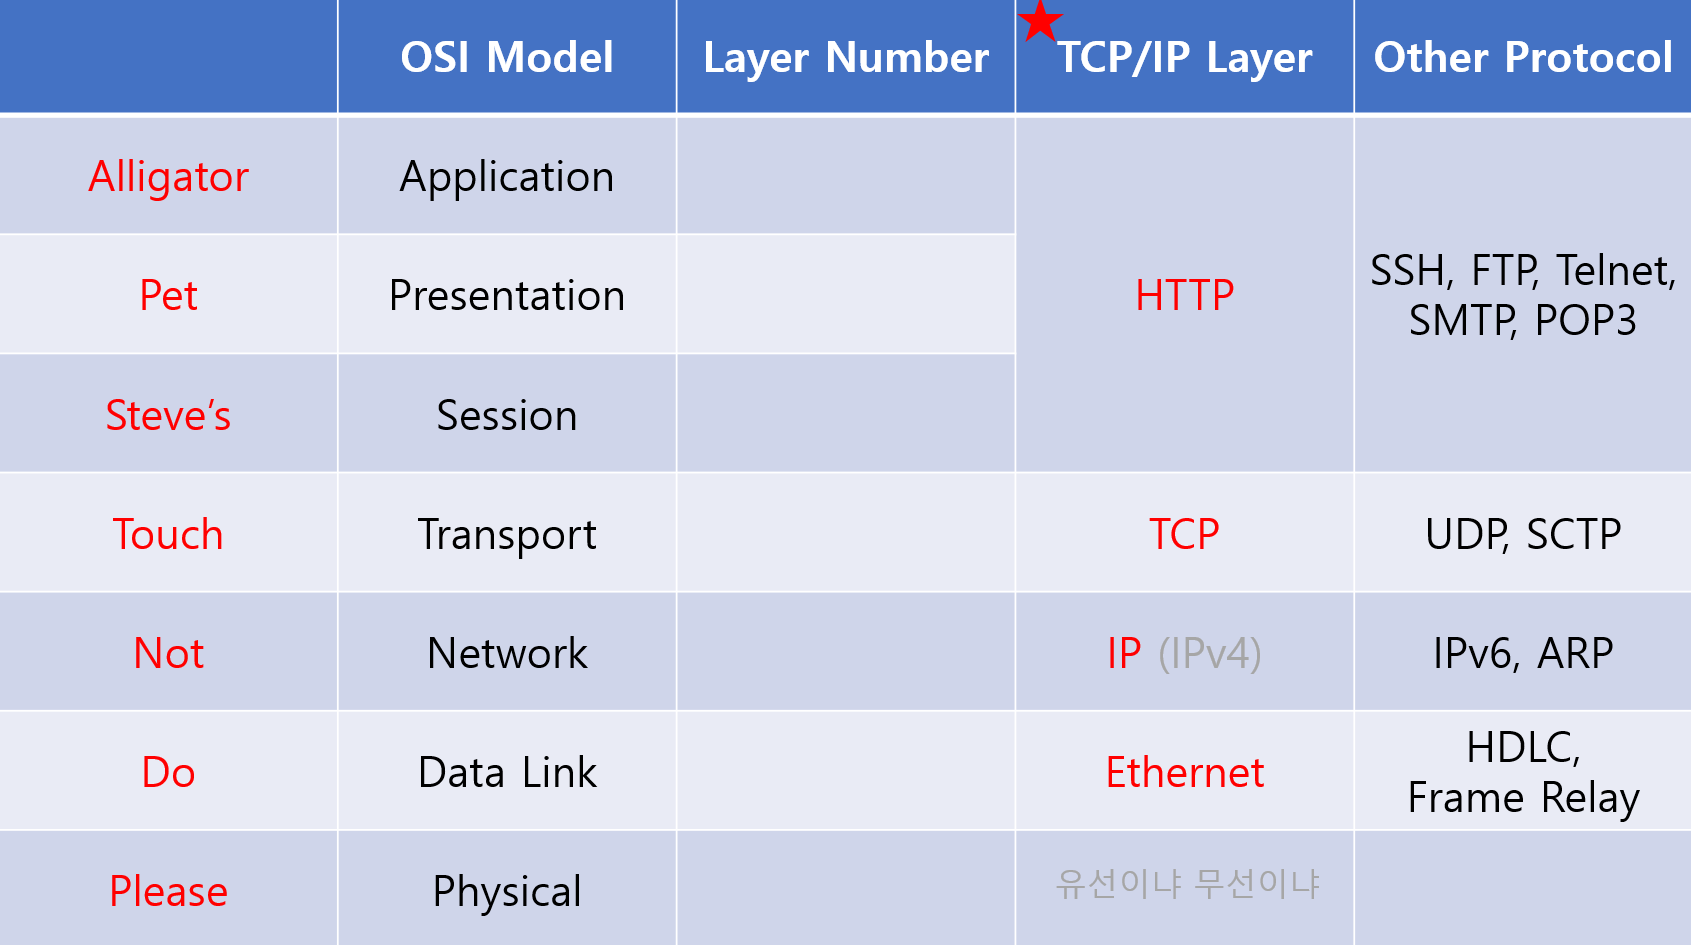 OSI Model
Layer Number
TCP/IP Layer
Other Protocol
Alligator
Application
HTTP
SSH, FTP, Telnet,
SMTP, POP3
Pet
Presentation
Steve’s
Session
Touch
Transport
TCP
UDP, SCTP
Not
Network
IP (IPv4)
IPv6, ARP
Do
Data Link
Ethernet
HDLC,
Frame Relay
Please
Physical
유선이냐 무선이냐